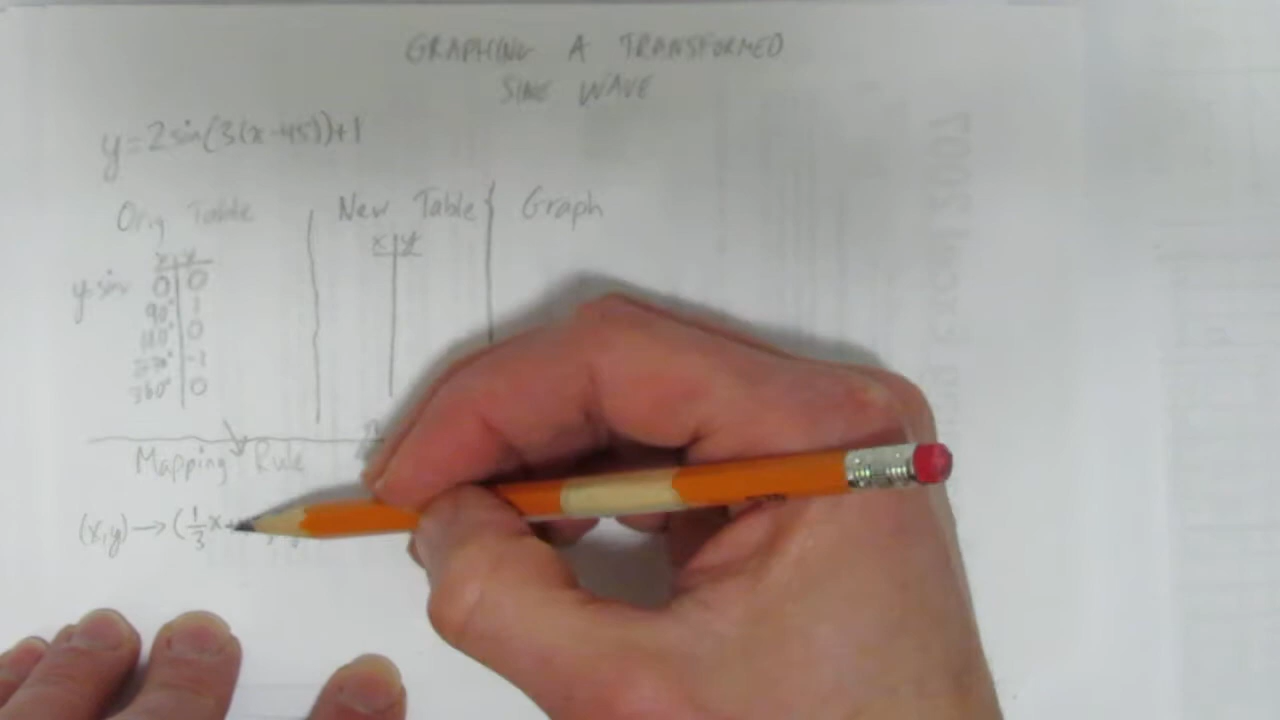 GRAPHING A TRANSFORMED
SINE WAVE
y=2sin(3(x-45))+1
Orig Table
New Table
Graph
x y
x y
y=sinx
0 0
90° 1
180° 0
270° -1
360° 0
Mapping Rule
(x,y)→(1/3x+